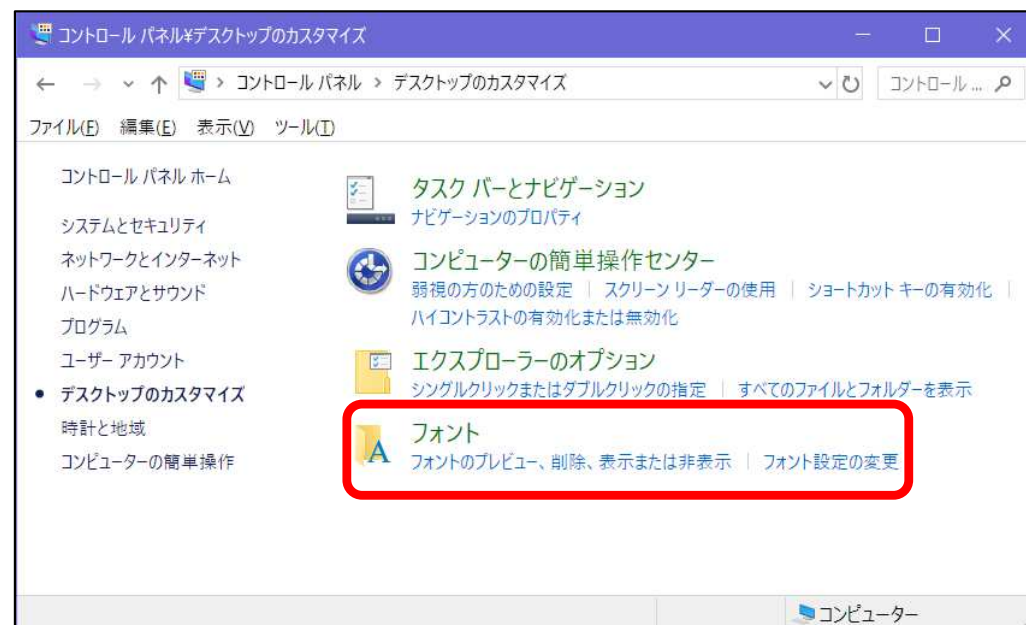 コントロール パネル¥デスクトップのカスタマイズ
コントロール パネル > デスクトップのカスタマイズ コントロール ...
ファイル(F) 編集(E) 表示(V) ツール(T)
コントロール パネル ホーム
システムとセキュリティ
ネットワークとインターネット
ハードウェアとサウンド
プログラム
ユーザー アカウント
• デスクトップのカスタマイズ
時計と地域
コンピューターの簡単操作
タスク バーとナビゲーション
ナビゲーションのプロパティ
コンピューターの簡単操作センター
弱視の方のための設定 | スクリーン リーダーの使用 | ショートカット キーの有効化 |
ハイコントラストの有効化または無効化
エクスプローラーのオプション
シングルクリックまたはダブルクリックの指定 | すべてのファイルとフォルダーを表示
フォント
フォントのプレビュー、削除、表示または非表示 | フォント設定の変更
コンピューター